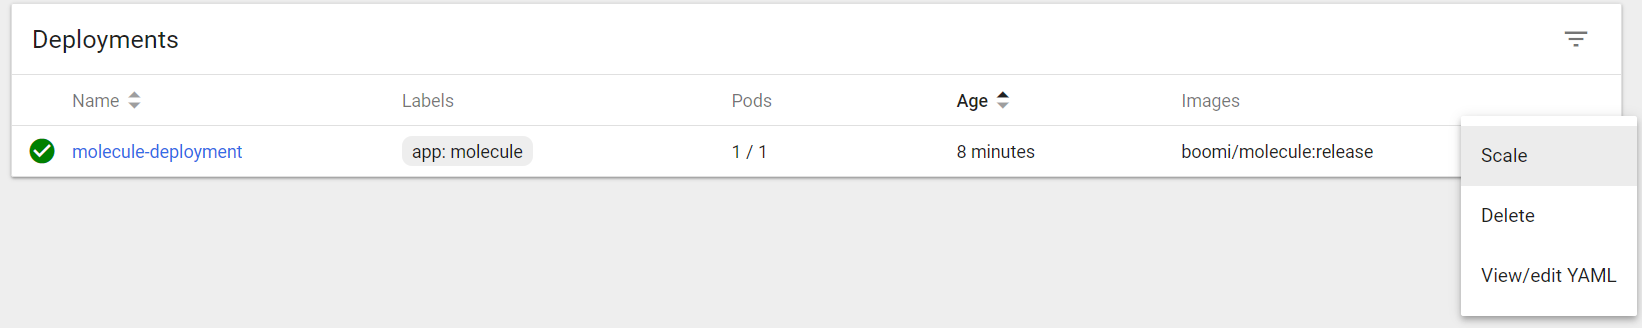 Deployments
Name Labels Pods Age Images
molecule-deployment app: molecule 1 / 1 8 minutes boomi/molecule:release
Scale
Delete
View/edit YAML